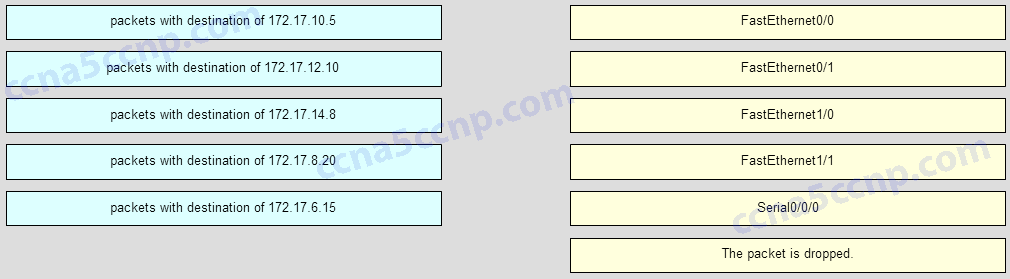 packets with destination of 172.17.10.5
packets with destination of 172.17.12.10
packets with destination of 172.17.14.8
packets with destination of 172.17.8.20
packets with destination of 172.17.6.15
FastEthernet0/0
FastEthernet0/1
FastEthernet1/0
FastEthernet1/1
Serial0/0/0
The packet is dropped.
ccna5ccnp.com
ccna5ccnp.com
ccna5ccnp.com